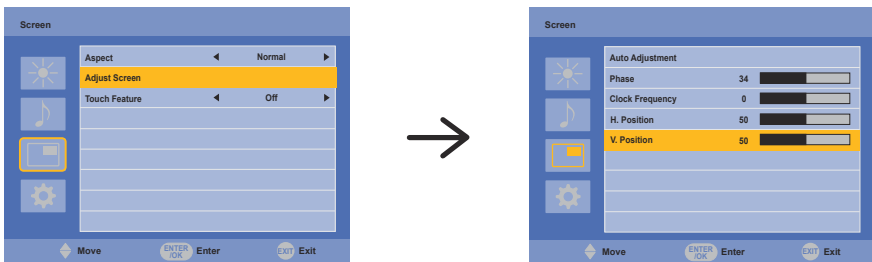 Screen
Aspect Normal
Adjust Screen
Touch Feature Off
Move ENTER /OK Enter EXIT Exit
Screen
Auto Adjustment
Phase 34
Clock Frequency 0
H. Position 50
V. Position 50
Move ENTER /OK Enter EXIT Exit